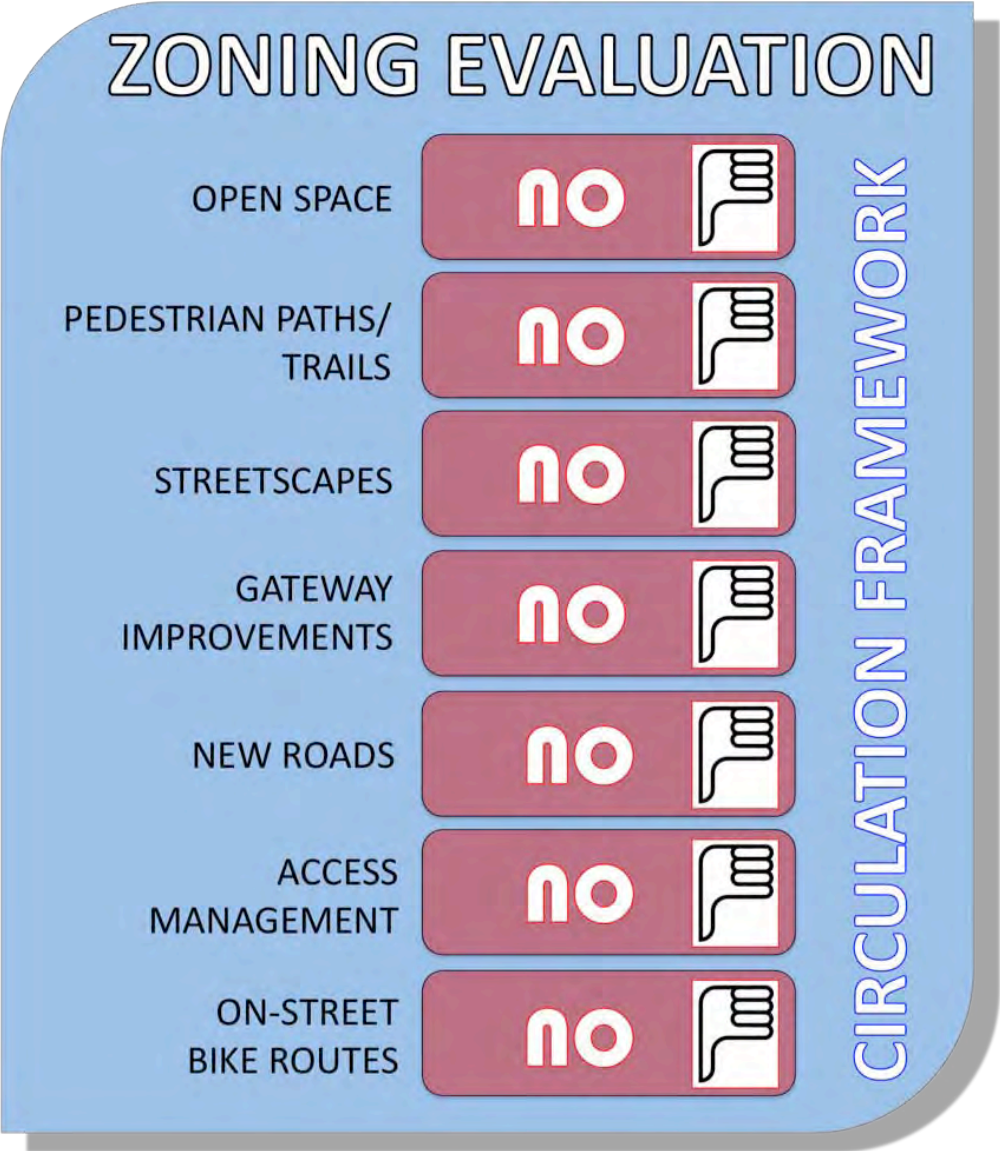 ZONING EVALUATION
OPEN SPACE
NO
PEDESTRIAN PATHS/
TRAILS
NO
STREETSCAPES
NO
GATEWAY
IMPROVEMENTS
NO
NEW ROADS
NO
ACCESS
MANAGEMENT
NO
ON-STREET
BIKE ROUTES
NO
CIRCULATION FRAMEWORK